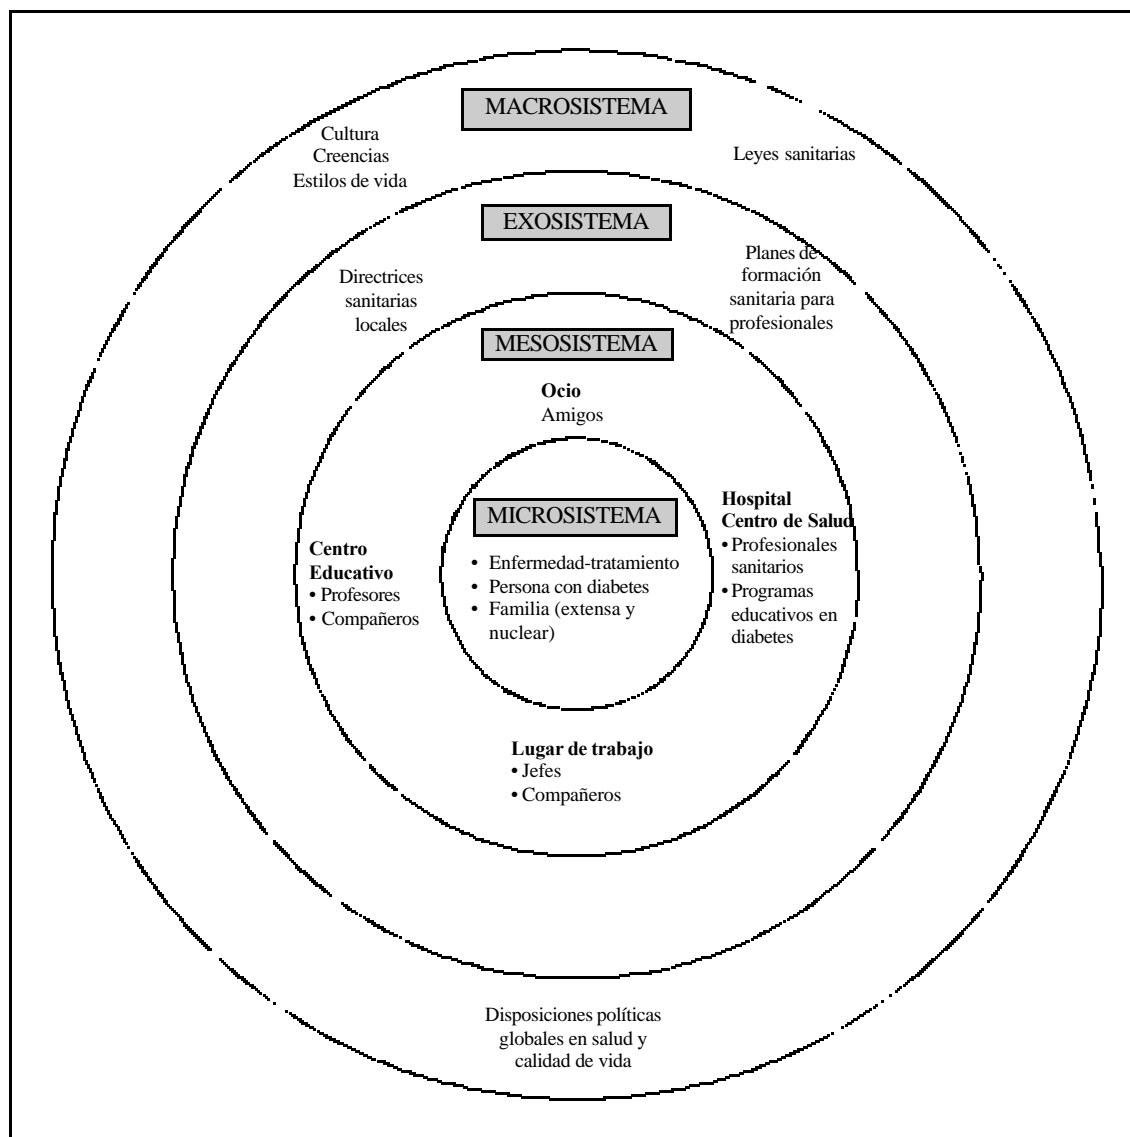 MACROSISTEMA
Cultura
Creencias
Estilos de vida
Leyes sanitarias
EXOSISTEMA
Directrices
sanitarias
locales
Planes de
formación
sanitaria para
profesionales
MESOSISTEMA
Ocio
Amigos
MICROSISTEMA
• Enfermedad-tratamiento
• Persona con diabetes
• Familia (extensa y
nuclear)
Centro
Educativo
• Profesores
• Compañeros
Hospital
Centro de Salud
• Profesionales
sanitarios
• Programas
educativos en
diabetes
Lugar de trabajo
• Jefes
• Compañeros
Disposiciones políticas
globales en salud y
calidad de vida